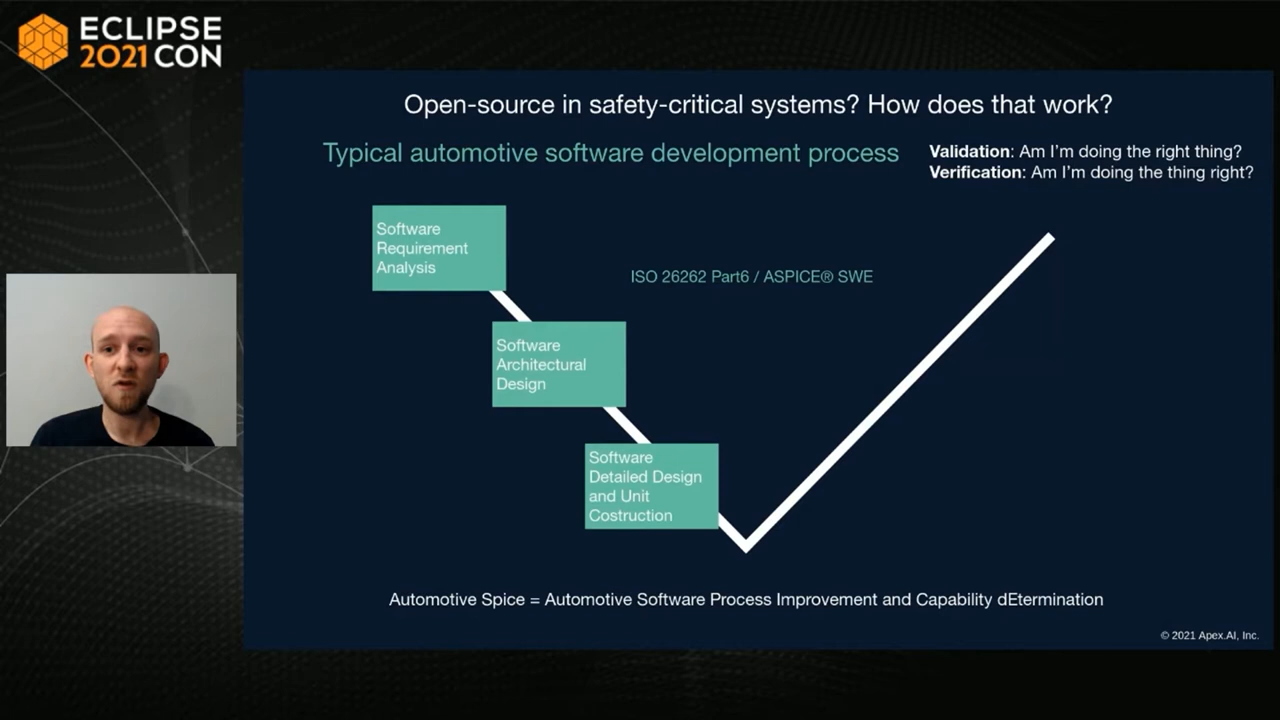 ECLIPSE
2021 CON
Open-source in safety-critical systems? How does that work?
Typical automotive software development process
Validation: Am I'm doing the right thing?
Verification: Am I'm doing the thing right?
Software
Requirement
Analysis
ISO 26262 Part6 / ASPICE® SWE
Software
Architectural
Design
Software
Detailed Design
and Unit
Costruction
Automotive Spice = Automotive Software Process Improvement and Capability dEtermination
© 2021 Apex.AI, Inc.